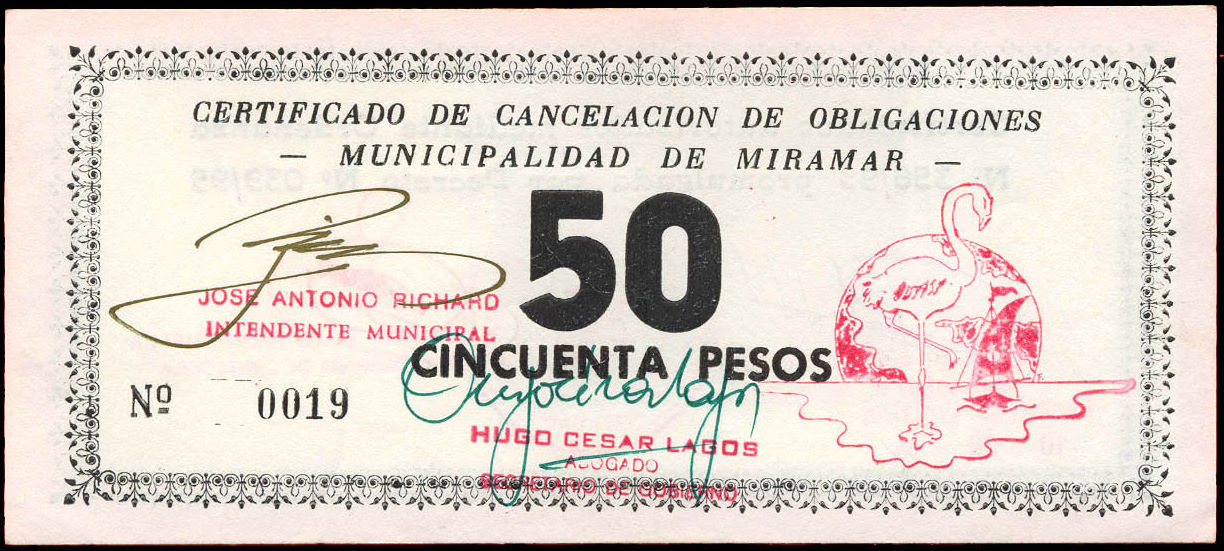 CERTIFICADO DE CANCELACION DE OBLIGACIONES
— MUNICIPALIDAD DE MIRAMAR —
50
JOSE ANTONIO RICHARD
INTENDENTE MUNICIPAL
CINCUENTA PESOS
Nº 0019
HUGO CESAR LAGOS
ABOGADO
SECRETARIO DE GOBIERNO